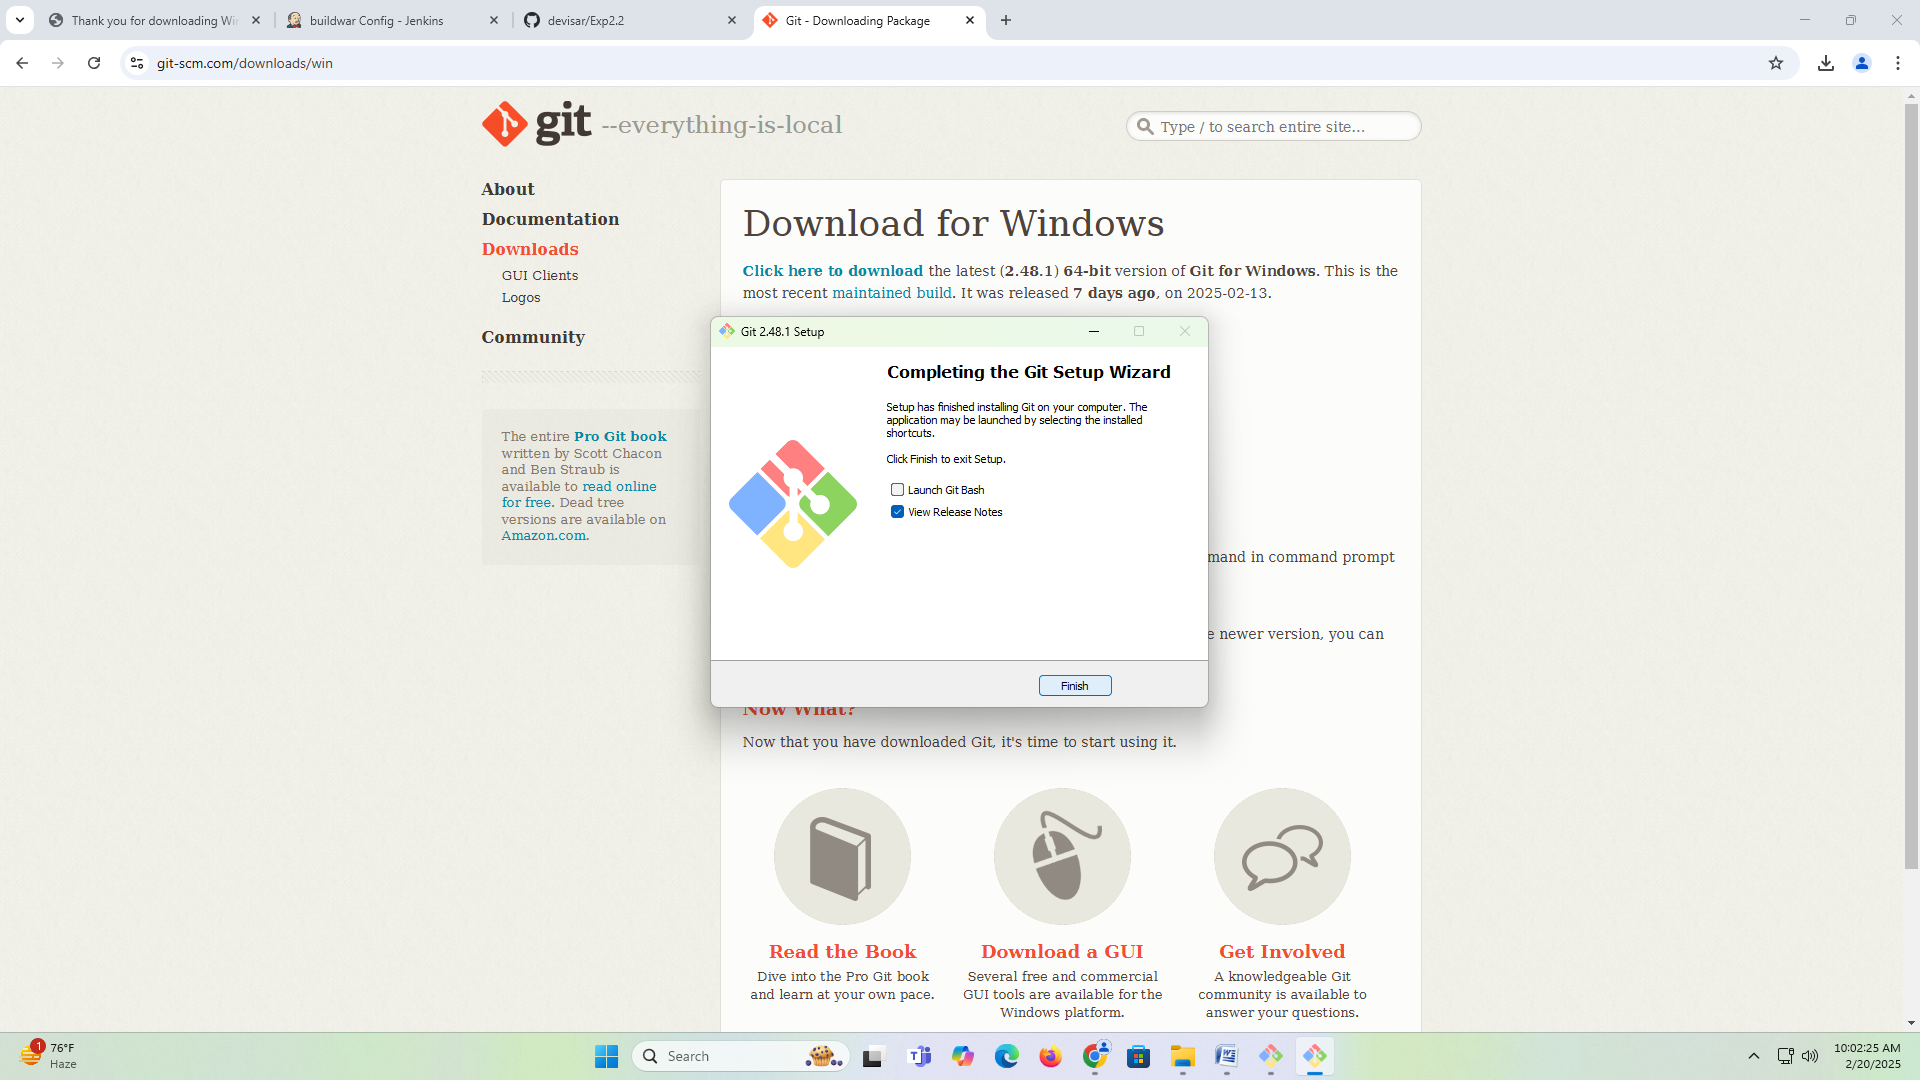 Thank you for downloading Wi
buildwar Config - Jenkins
devisar/Exp2.2
Git - Downloading Package
git-scm.com/downloads/win
git --everything-is-local
Type / to search entire site...
About
Documentation
Downloads
GUI Clients
Logos
Community
The entire Pro Git book
written by Scott Chacon
and Ben Straub is
available to read online
for free. Dead tree
versions are available on
Amazon.com.
Download for Windows
Click here to download the latest (2.48.1) 64-bit version of Git for Windows. This is the
most recent maintained build. It was released 7 days ago, on 2025-02-13.
Git 2.48.1 Setup
Completing the Git Setup Wizard
Setup has finished installing Git on your computer. The
application may be launched by selecting the installed
shortcuts.
Click Finish to exit Setup.
Launch Git Bash
View Release Notes
Finish
mand in command prompt
e newer version, you can
Now What?
Now that you have downloaded Git, it's time to start using it.
Read the Book
Dive into the Pro Git book
and learn at your own pace.
Download a GUI
Several free and commercial
GUI tools are available for the
Windows platform.
Get Involved
A knowledgeable Git
community is available to
answer your questions.
1
76°F
Haze
Search
10:02:25 AM
2/20/2025